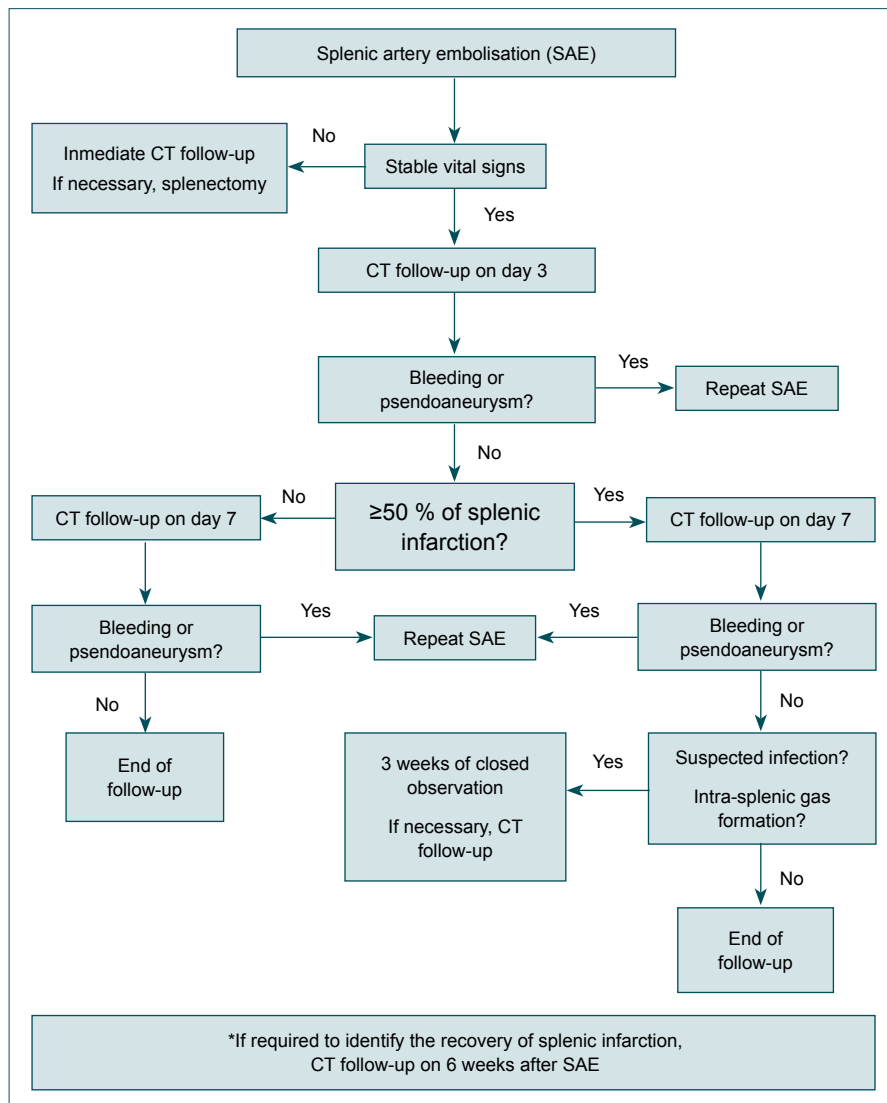 Splenic artery embolisation (SAE)
No
Inmediate CT follow-up
If necessary, splenectomy
Stable vital signs
Yes
CT follow-up on day 3
Bleeding or
psendoaneurysm?
Yes
Repeat SAE
No
≥50 % of splenic
infarction?
No
Yes
CT follow-up on day 7
CT follow-up on day 7
Bleeding or
psendoaneurysm?
Yes
Repeat SAE
Yes
Bleeding or
psendoaneurysm?
No
No
End of
follow-up
3 weeks of closed
observation
If necessary, CT
follow-up
Yes
Suspected infection?
Intra-splenic gas
formation?
No
End of
follow-up
*If required to identify the recovery of splenic infarction,
CT follow-up on 6 weeks after SAE